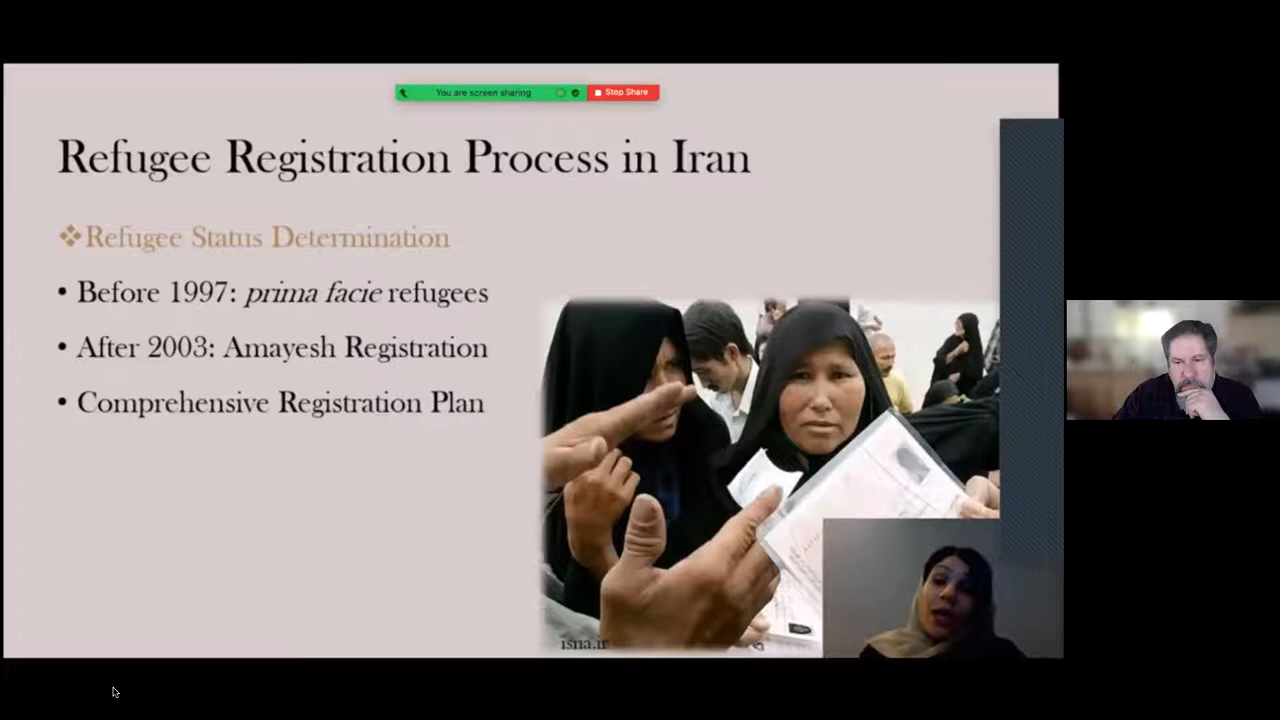 You are screen sharing
Stop Share
Refugee Registration Process in Iran
❖Refugee Status Determination
• Before 1997: prima facie refugees
• After 2003: Amayesh Registration
• Comprehensive Registration Plan
isna.ir